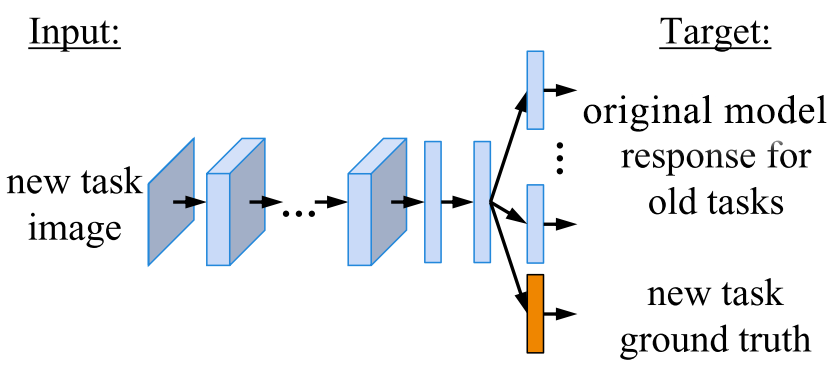 Input:
Target:
new task
image
...
original model
response for
old tasks
new task
ground truth